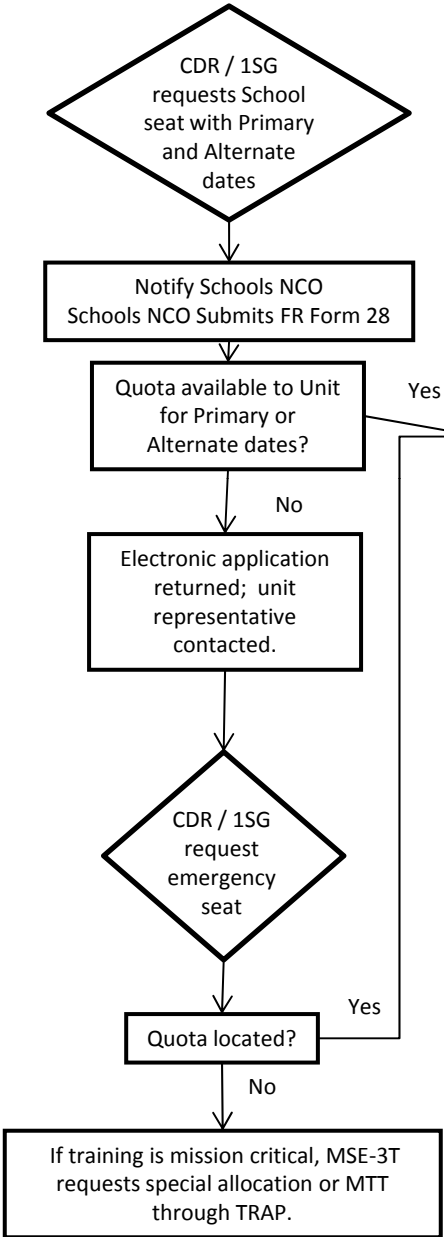 CDR / 1SG
requests School
seat with Primary
and Alternate
dates
Notify Schools NCO
Schools NCO Submits FR Form 28
Quota available to Unit
for Primary or
Alternate dates?
Yes
No
Electronic application
returned; unit
representative
contacted.
CDR / 1SG
request
emergency
seat
Yes
Quota located?
No
If training is mission critical, MSE-3T
requests special allocation or MTT
through TRAP.